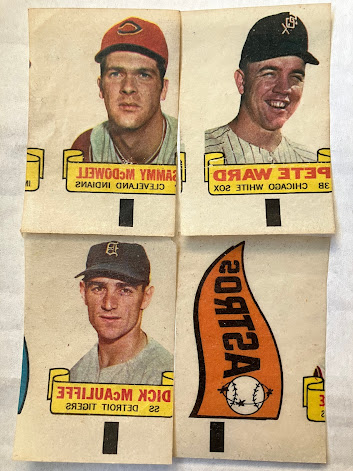 SAMMY McDOWELL
CLEVELAND INDIANS
PETE WARD
3B CHICAGO WHITE SOX
DICK McAULIFFE
SS DETROIT TIGERS
ASTROS